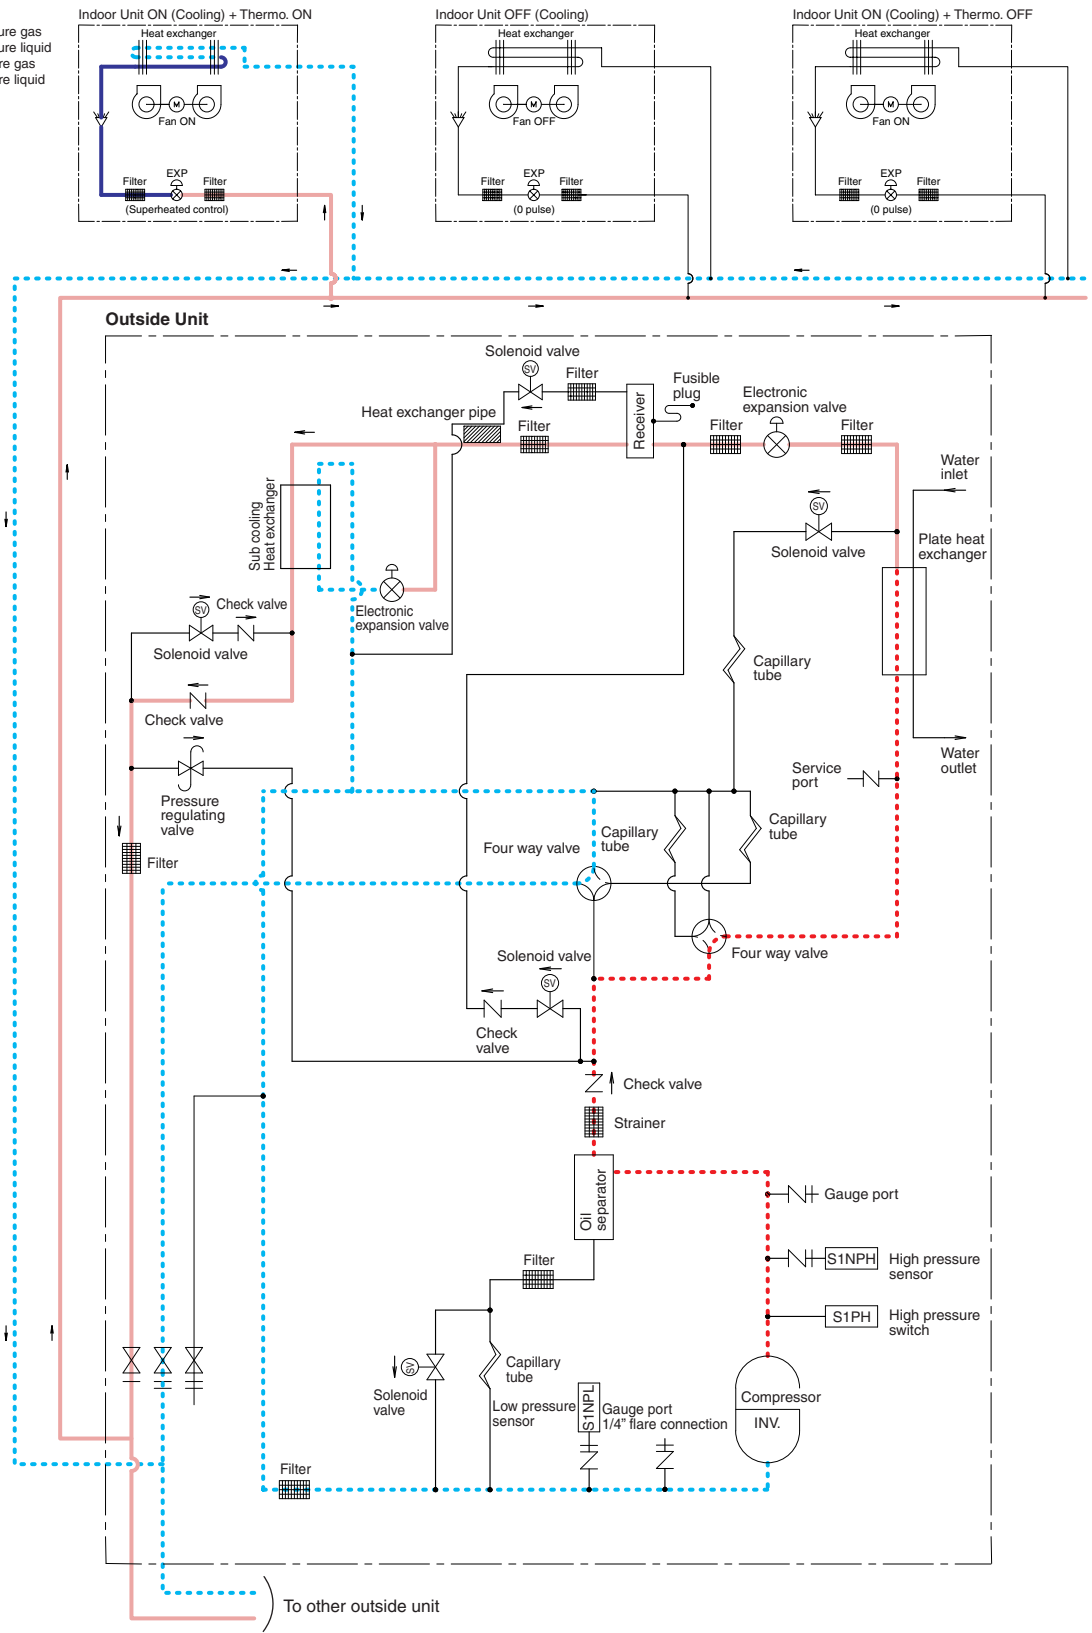 Indoor Unit ON (Cooling) + Thermo. ON
Heat exchanger
M
Fan ON
Filter
EXP
Filter
(Superheated control)
Indoor Unit OFF (Cooling)
Heat exchanger
M
Fan OFF
Filter
EXP
Filter
(0 pulse)
Indoor Unit ON (Cooling) + Thermo. OFF
Heat exchanger
M
Fan ON
Filter
EXP
Filter
(0 pulse)
gas
liquid
gas
liquid
Outside Unit
Solenoid valve
SV
Filter
Receiver
Fusible
plug
Electronic
expansion valve
Heat exchanger pipe
Filter
Filter
Filter
Water
inlet
Sub cooling
Heat exchanger
SV
Solenoid valve
Plate heat
exchanger
Electronic
expansion valve
SV
Check valve
Solenoid valve
Capillary
tube
Check valve
Water
outlet
Service
port
Pressure
regulating
valve
Capillary
tube
Capillary
tube
Four way valve
Filter
Four way valve
Solenoid valve
SV
Check
valve
Check valve
Strainer
Oil
separator
Gauge port
Filter
S1NPH
High pressure
sensor
S1PH
High pressure
switch
SV
Solenoid
valve
Capillary
tube
Low pressure
sensor
S1NPL
Gauge port
1/4” flare connection
Compressor
INV.
Filter
To other outside unit